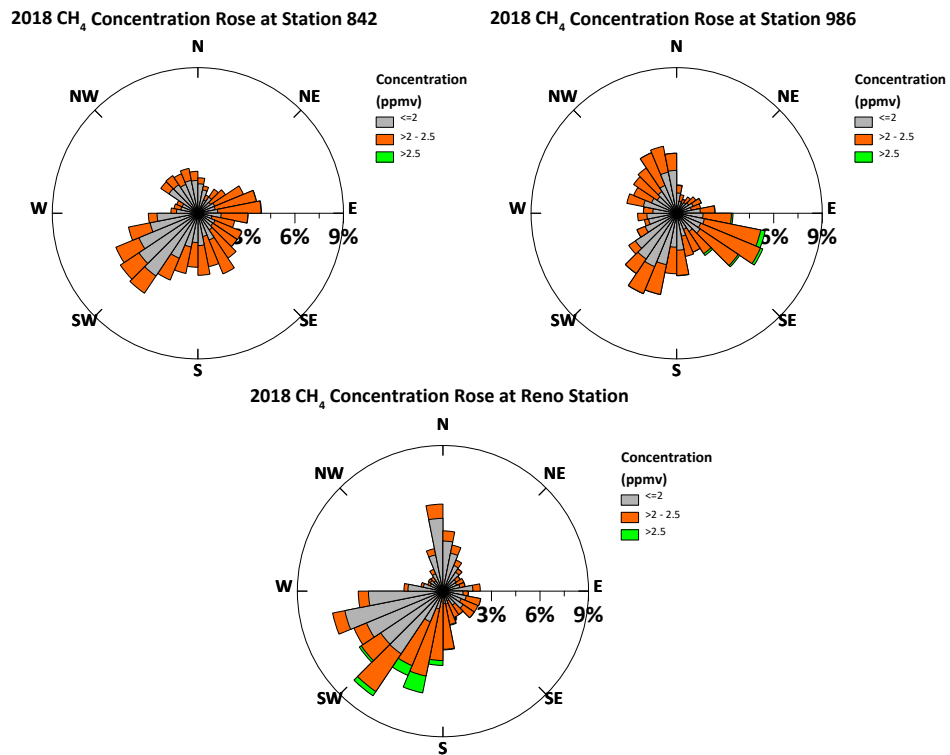 2018 CH4 Concentration Rose at Station 842
N
NW
NE
W
E
3%
6%
9%
SW
SE
S
Concentration
(ppmv)
<=2
>2 - 2.5
>2.5
2018 CH4 Concentration Rose at Station 986
N
NW
NE
W
E
6%
9%
SW
SE
S
Concentration
(ppmv)
<=2
>2 - 2.5
>2.5
2018 CH4 Concentration Rose at Reno Station
N
NW
NE
W
E
3%
6%
9%
SW
SE
S
Concentration
(ppmv)
<=2
>2 - 2.5
>2.5